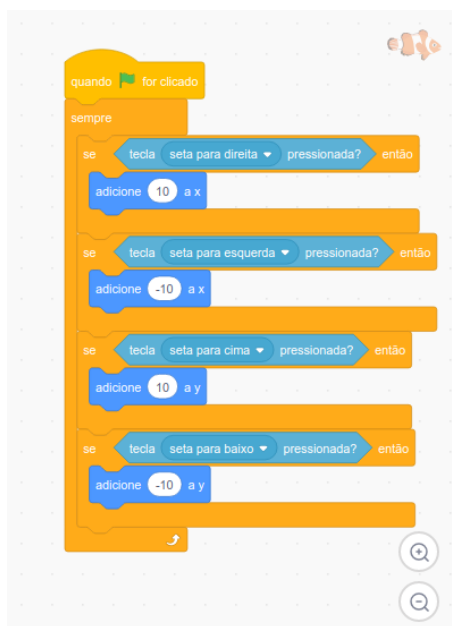 quando for clicado
sempre
se tecla seta para direita pressionada? então
adicione 10 a x
se tecla seta para esquerda pressionada? então
adicione -10 a x
se tecla seta para cima pressionada? então
adicione 10 a y
se tecla seta para baixo pressionada? então
adicione -10 a y